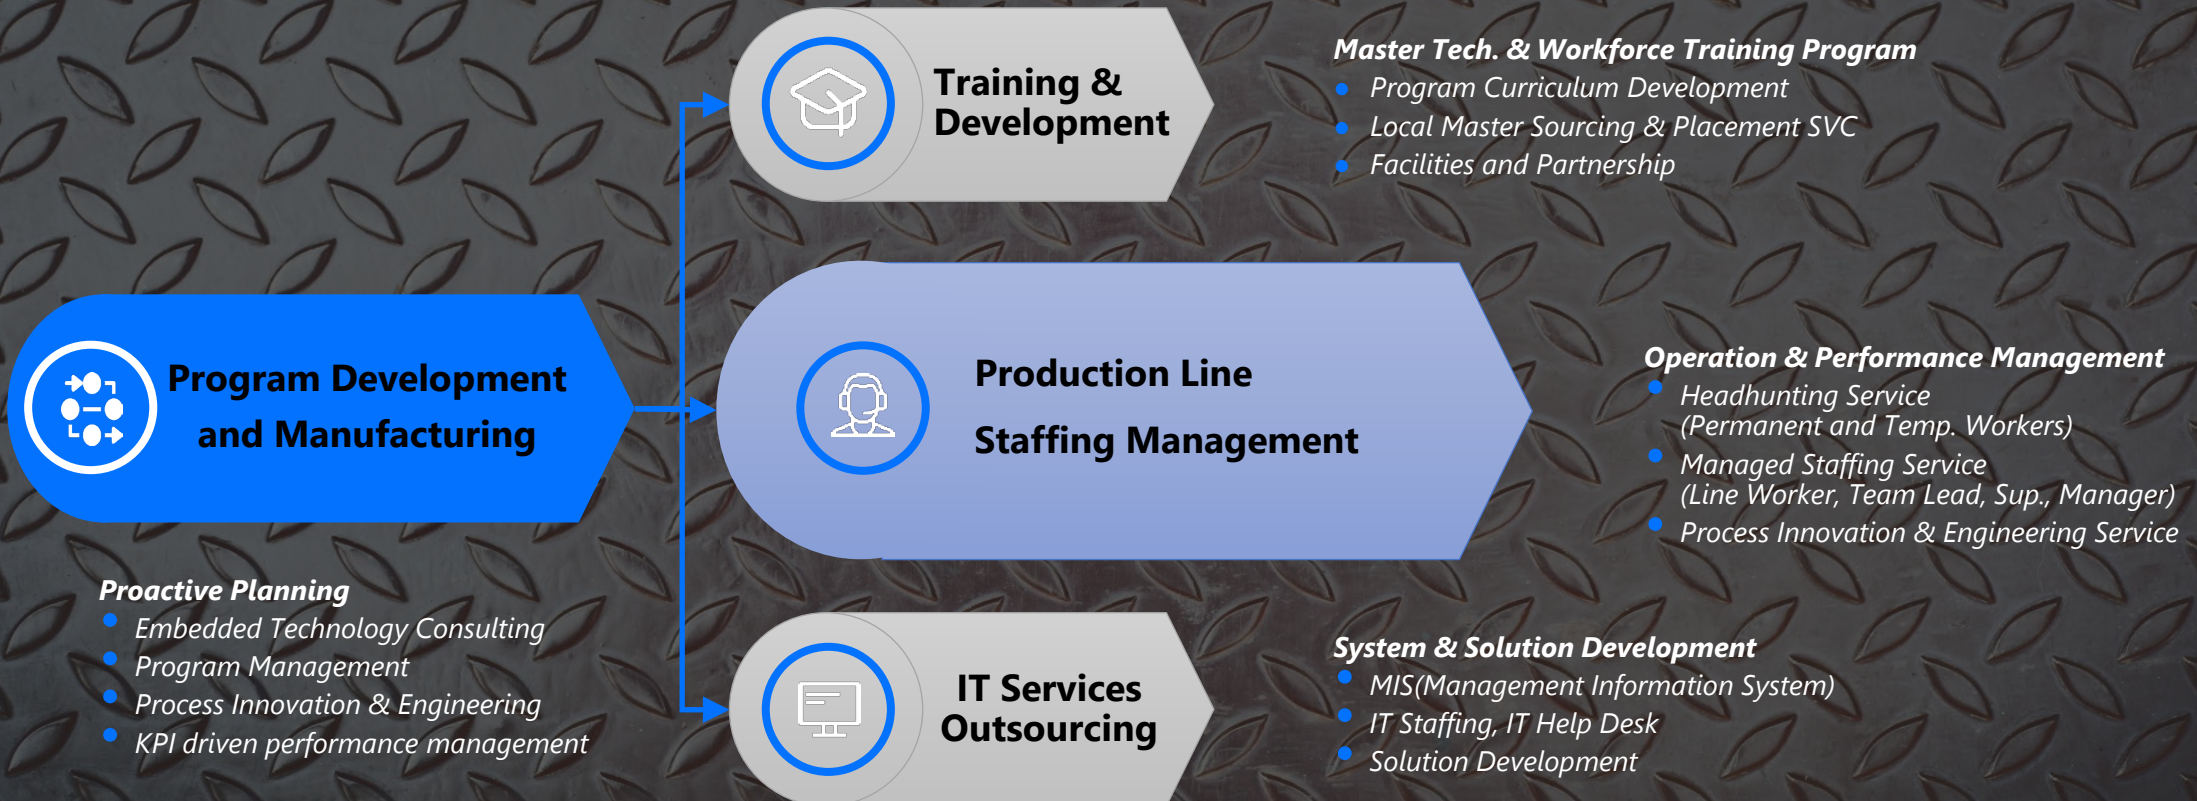 Program Development
and Manufacturing
Proactive Planning
Embedded Technology Consulting
Program Management
Process Innovation & Engineering
KPI driven performance management
Training &
Development
Master Tech. & Workforce Training Program
Program Curriculum Development
Local Master Sourcing & Placement SVC
Facilities and Partnership
Production Line
Staffing Management
Operation & Performance Management
Headhunting Service
(Permanent and Temp. Workers)
Managed Staffing Service
(Line Worker, Team Lead, Sup., Manager)
Process Innovation & Engineering Service
IT Services
Outsourcing
System & Solution Development
MIS(Management Information System)
IT Staffing, IT Help Desk
Solution Development